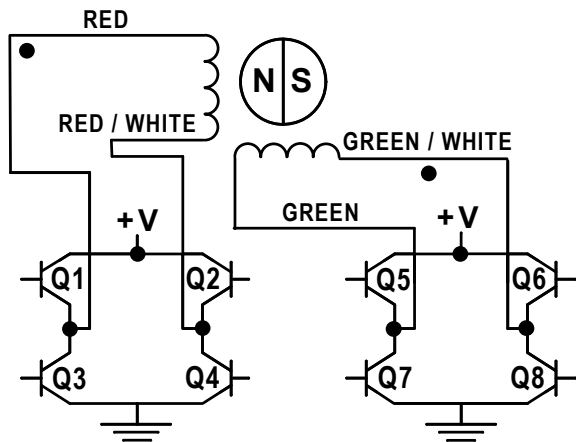 RED
N S
RED / WHITE
GREEN / WHITE
GREEN
+V +V
Q1 Q2 Q5 Q6
Q3 Q4 Q7 Q8